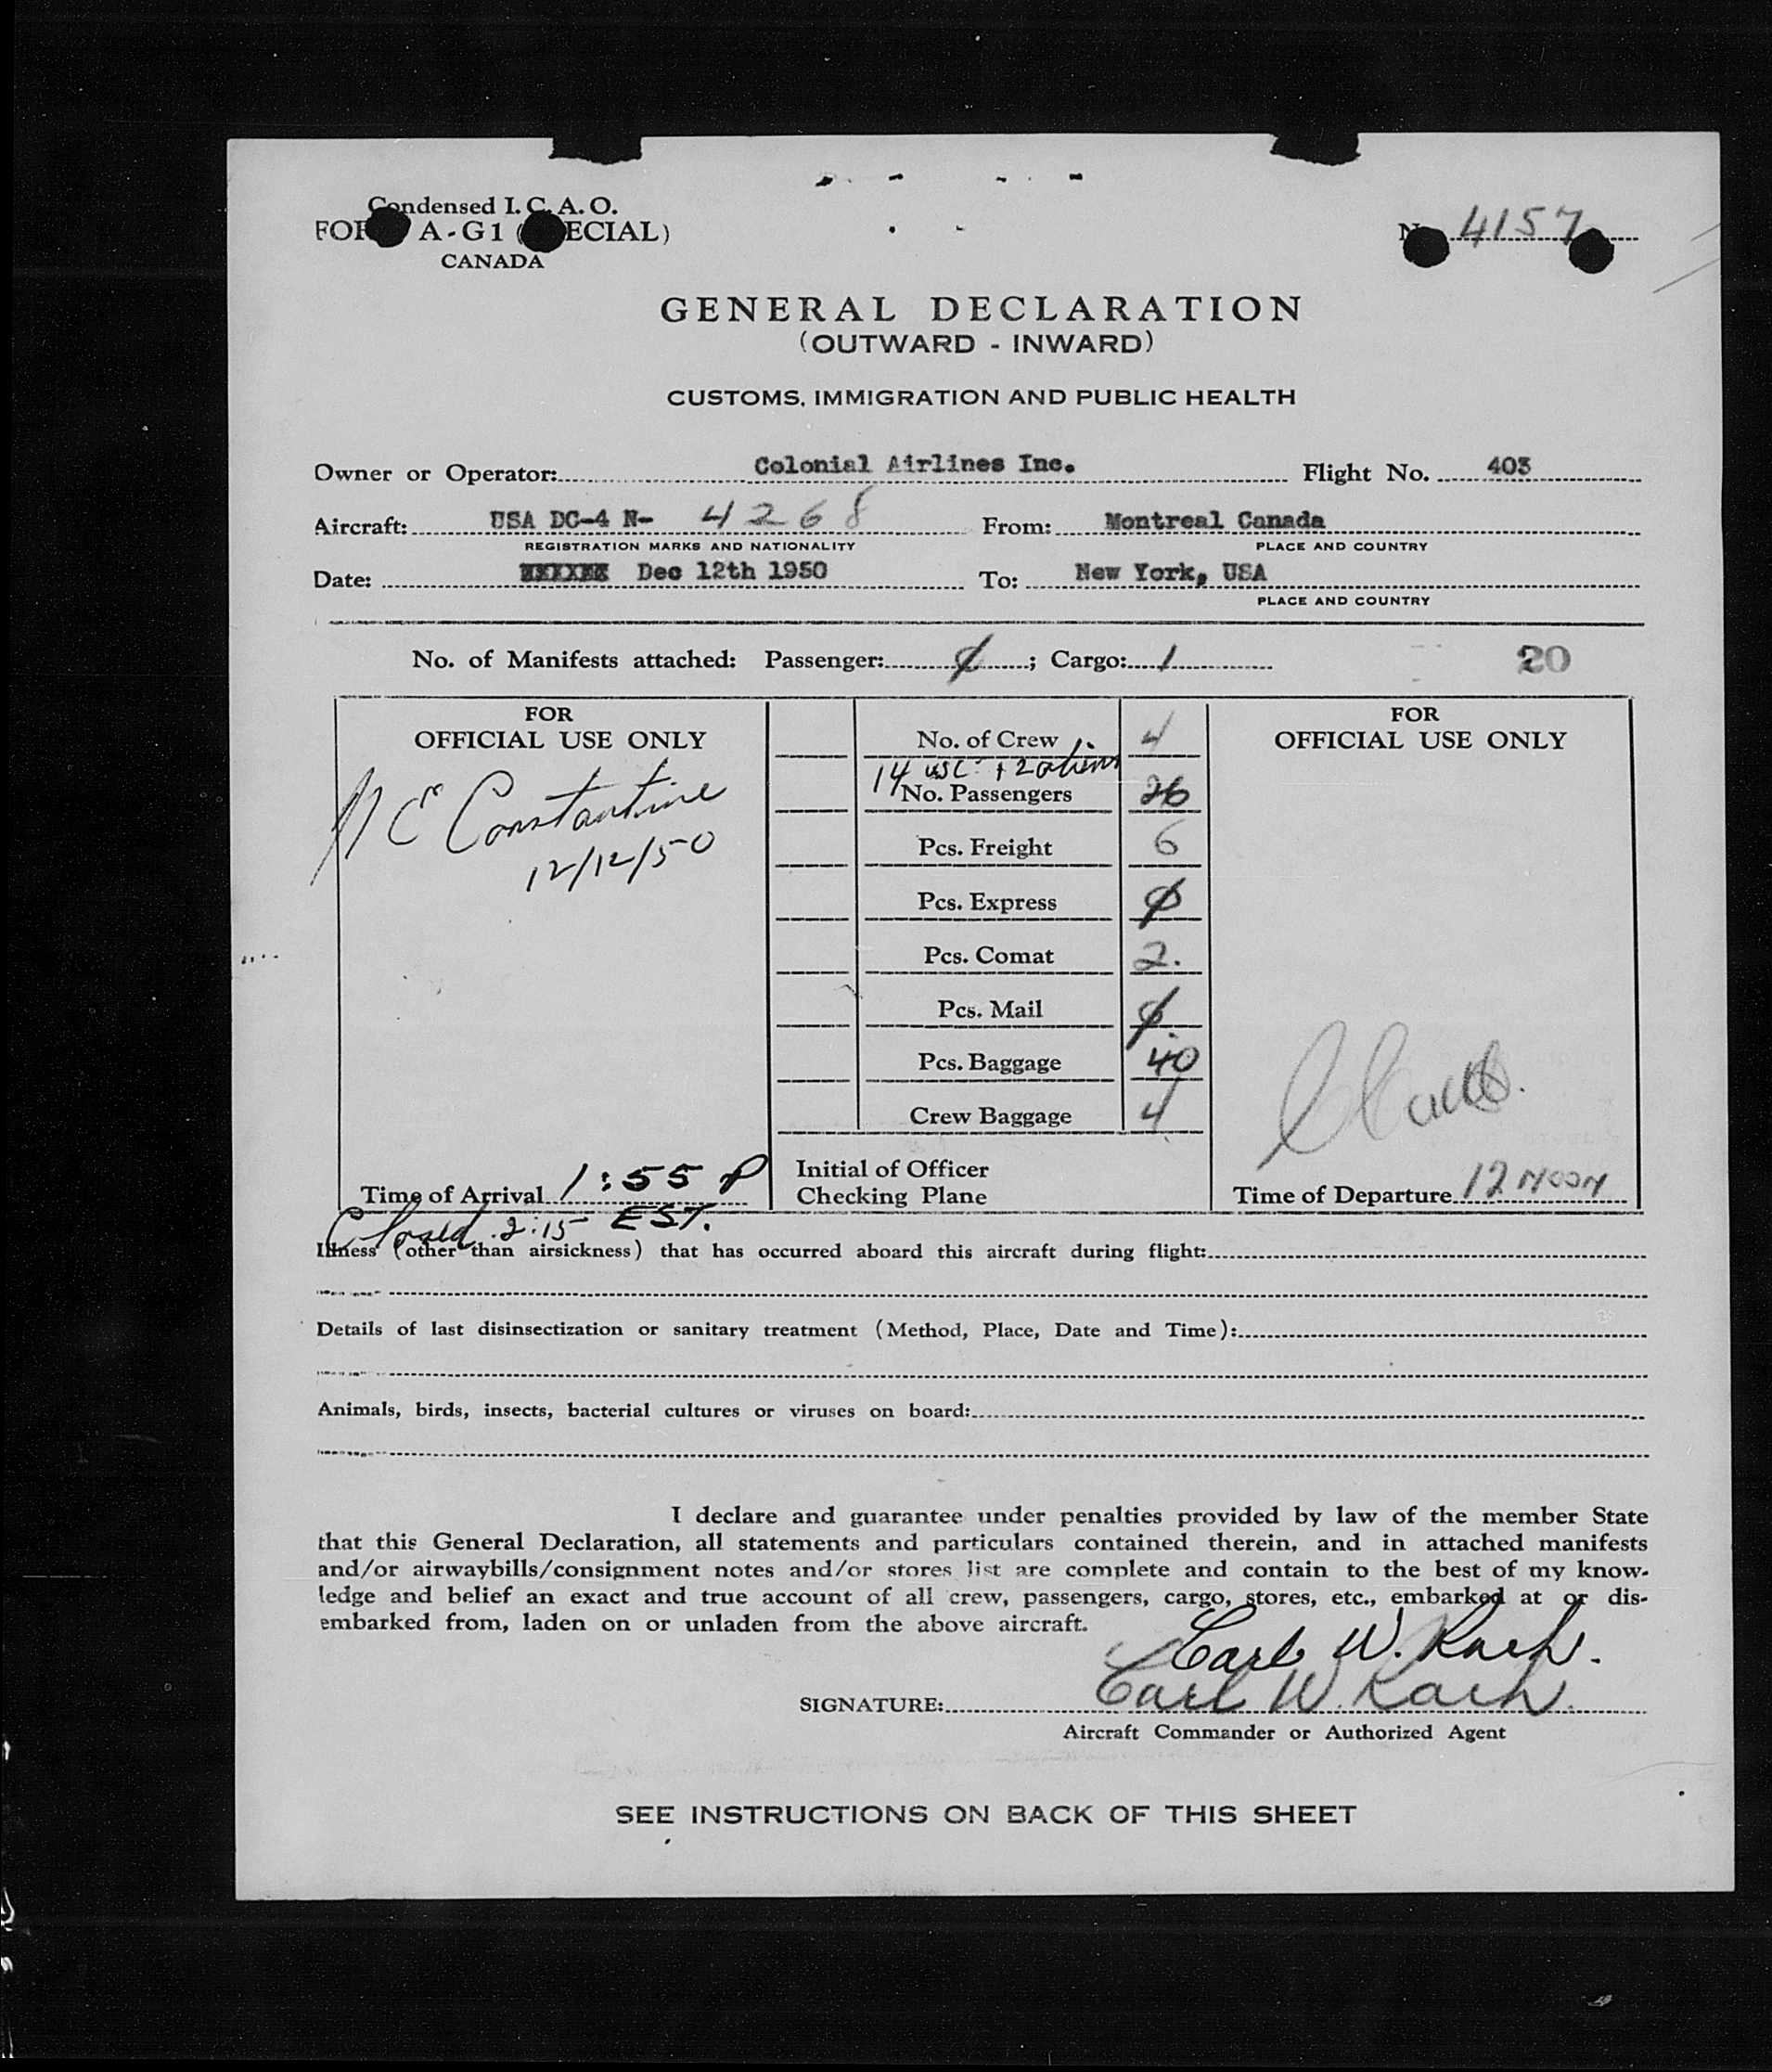 Condensed I. C. A. O.
A-G1 ( ECIAL)
CANADA
4157
GENERAL DECLARATION
(OUTWARD - INWARD)
CUSTOMS, IMMIGRATION AND PUBLIC HEALTH
Owner or Operator: Colonial Airlines Inc. Flight No. 403
Aircraft: USA DC-4 N- 4268 From: Montreal Canada
REGISTRATION MARKS AND NATIONALITY PLACE AND COUNTRY
Date: Dec 12th 1950 To: New York, USA
PLACE AND COUNTRY
No. of Manifests attached: Passenger: ; Cargo: 1 20
FOR
OFFICIAL USE ONLY
Constantine
12/12/50
Time of Arrival 1:55 P
EST.
2:15
No. of Crew 4
14 usc + 2 aliens
No. Passengers 26
Pcs. Freight 6
Pcs. Express Ø
Pcs. Comat 2.
Pcs. Mail Ø
Pcs. Baggage 40
Crew Baggage 4
Initial of Officer
Checking Plane
FOR
OFFICIAL USE ONLY
Time of Departure 12 NOON
Illness (other than airsickness) that has occurred aboard this aircraft during flight:
Details of last disinsectization or sanitary treatment (Method, Place, Date and Time):
Animals, birds, insects, bacterial cultures or viruses on board:
I declare and guarantee under penalties provided by law of the member State
that this General Declaration, all statements and particulars contained therein, and in attached manifests
and/or airwaybills/consignment notes and/or stores list are complete and contain to the best of my know-
ledge and belief an exact and true account of all crew, passengers, cargo, stores, etc., embarked at or dis-
embarked from, laden on or unladen from the above aircraft.
Carl W.
SIGNATURE: Carl W.
Aircraft Commander or Authorized Agent
SEE INSTRUCTIONS ON BACK OF THIS SHEET